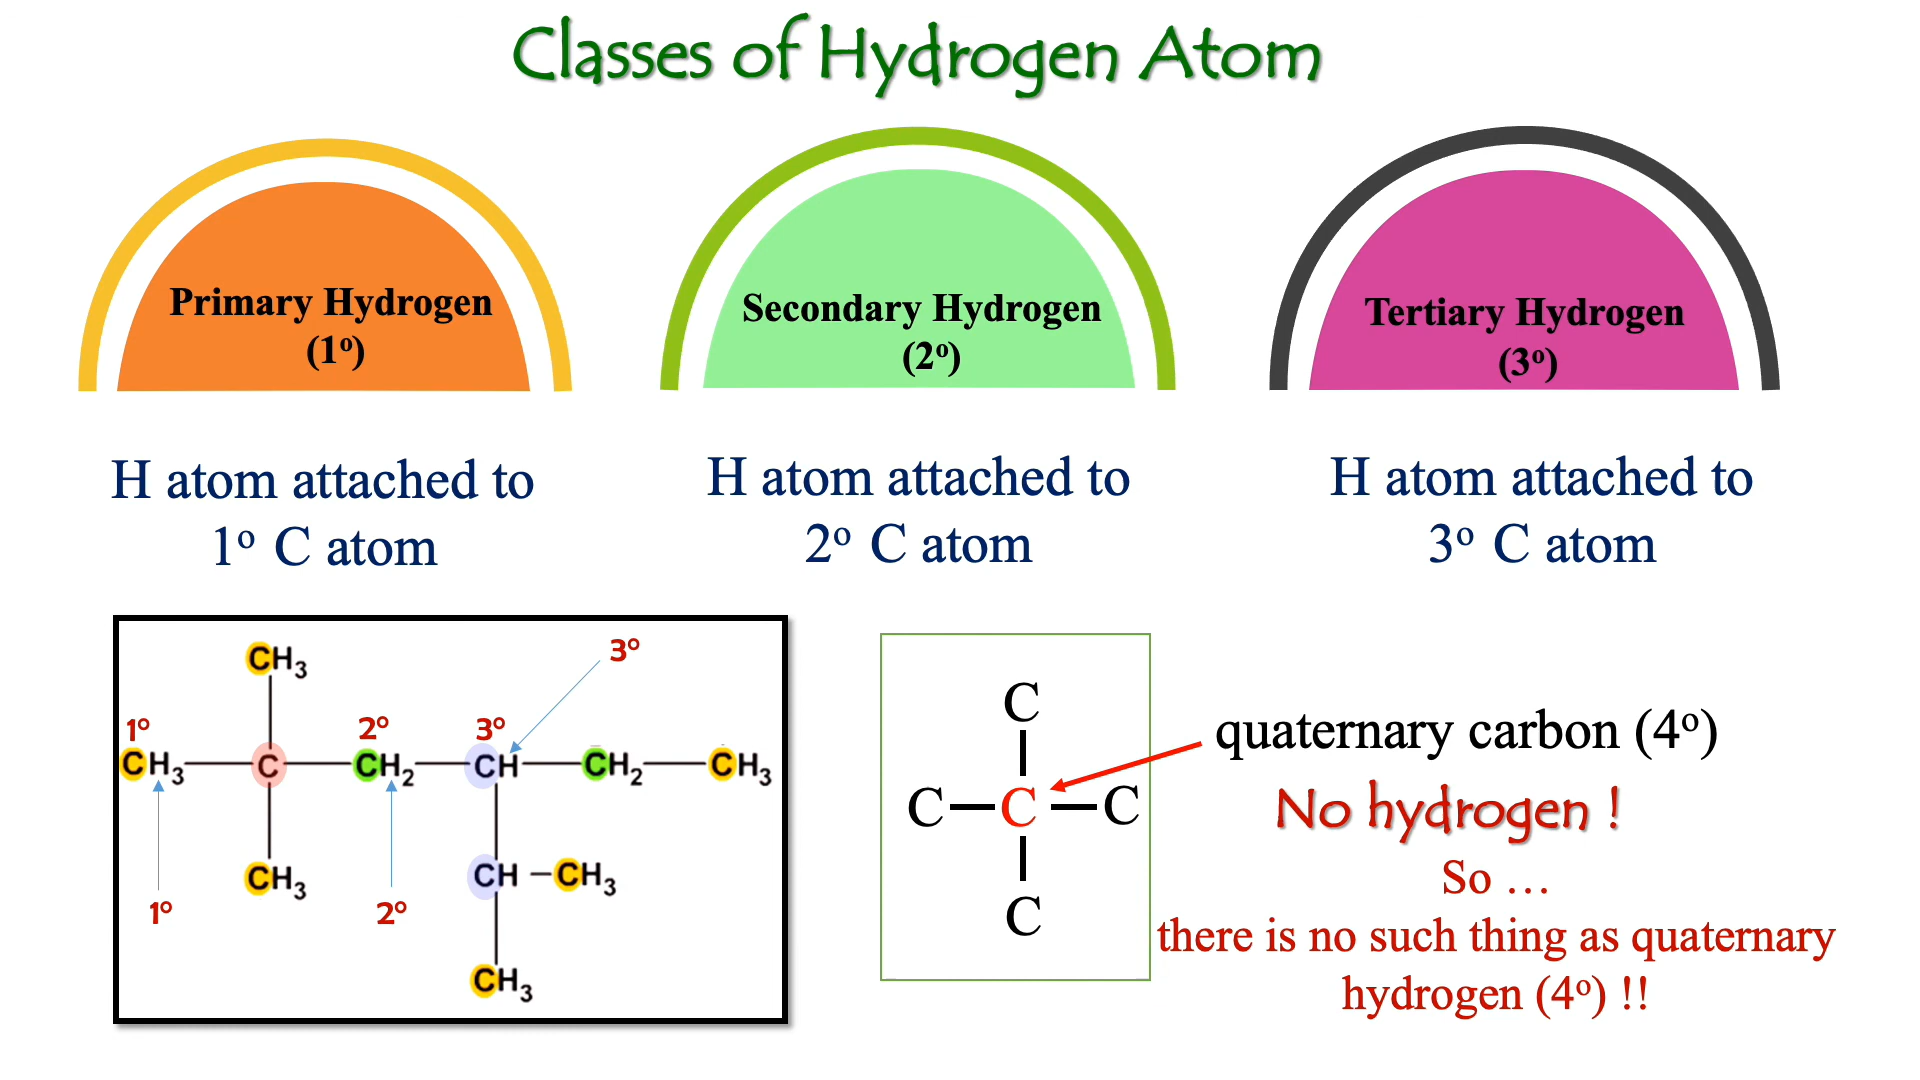 Classes of Hydrogen Atom
Primary Hydrogen
(1º)
Secondary Hydrogen
(2º)
Tertiary Hydrogen
(3º)
H atom attached to
1º C atom
H atom attached to
2º C atom
H atom attached to
3º C atom
CH₃
3º
1º
2º
3º
CH₃ C CH₂ CH CH₂ CH₃
CH₃
CH CH₃
1º
2º
CH₃
C
C C C
C
quaternary carbon (4º)
No hydrogen !
So …
there is no such thing as quaternary
hydrogen (4º) !!